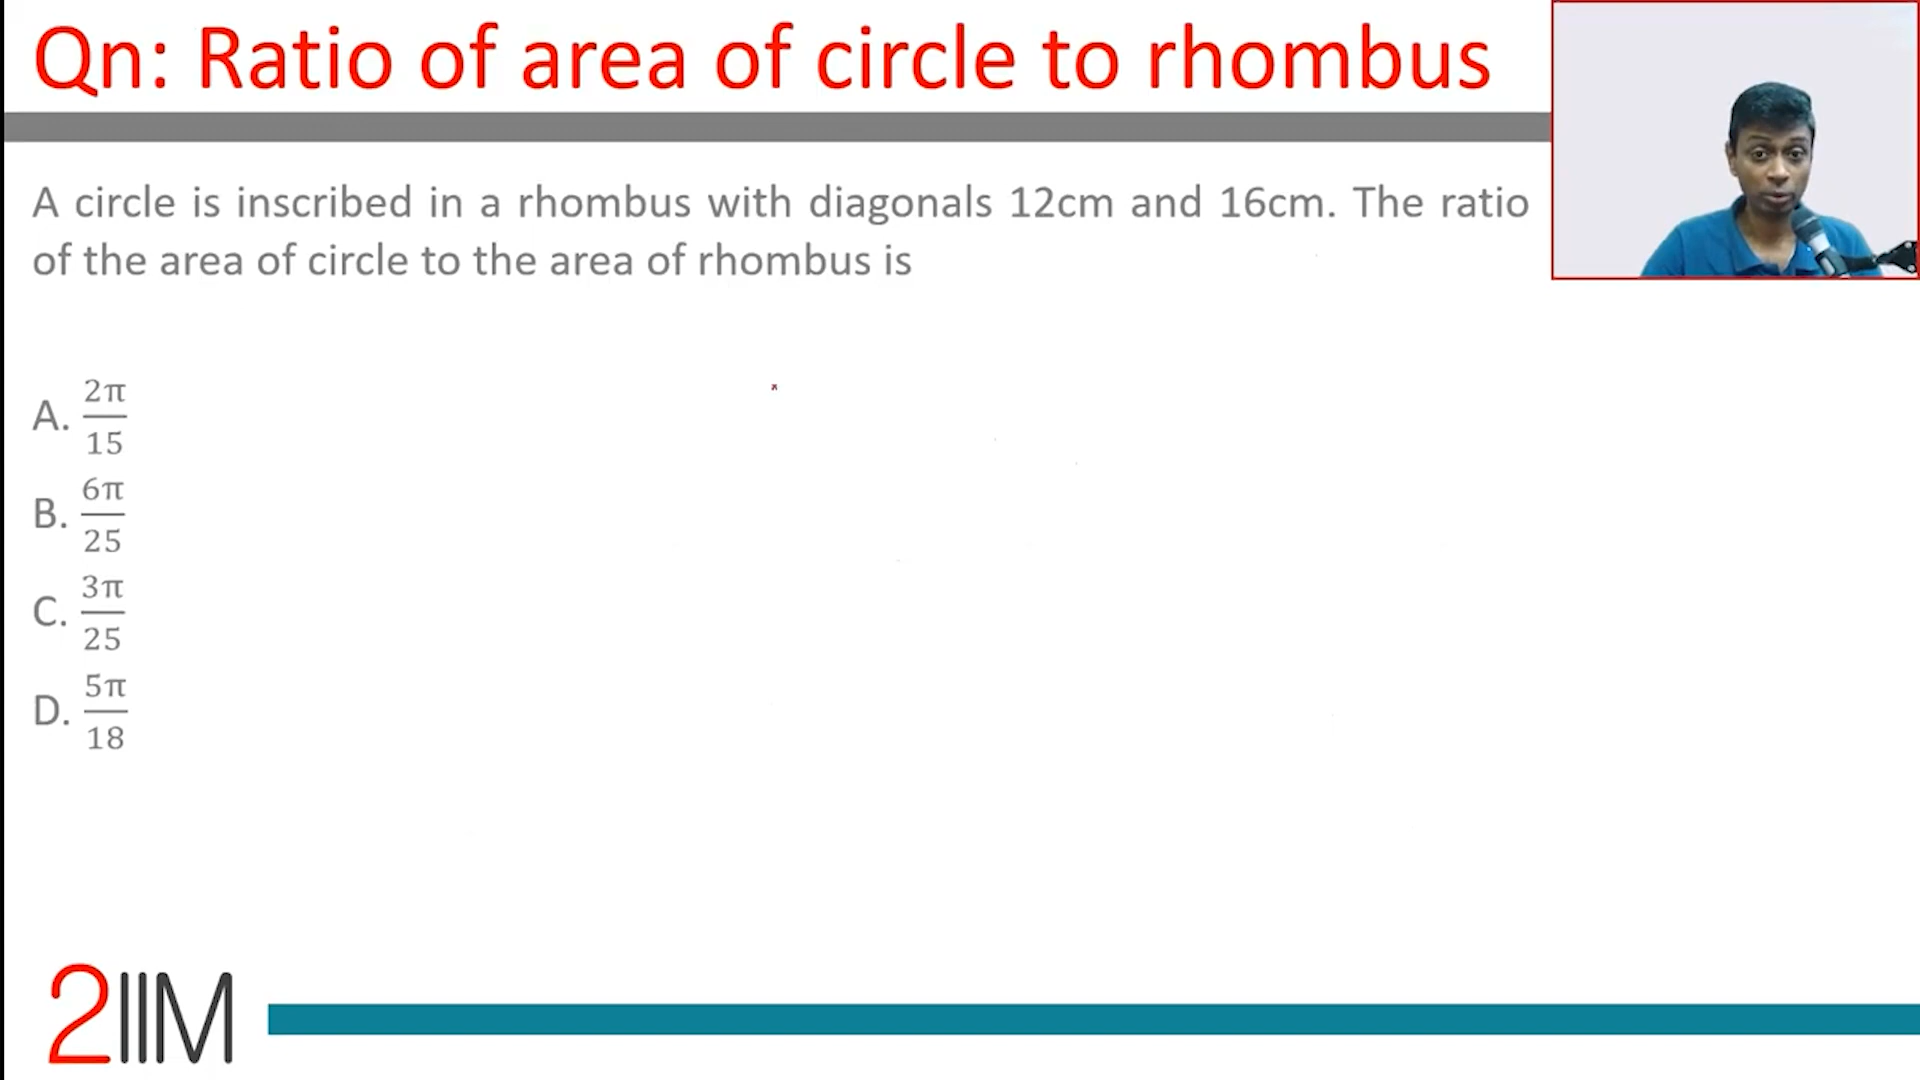 Qn: Ratio of area of circle to rhombus
A circle is inscribed in a rhombus with diagonals 12cm and 16cm. The ratio
of the area of circle to the area of rhombus is
A. 2π/15
B. 6π/25
C. 3π/25
D. 5π/18
2IIM